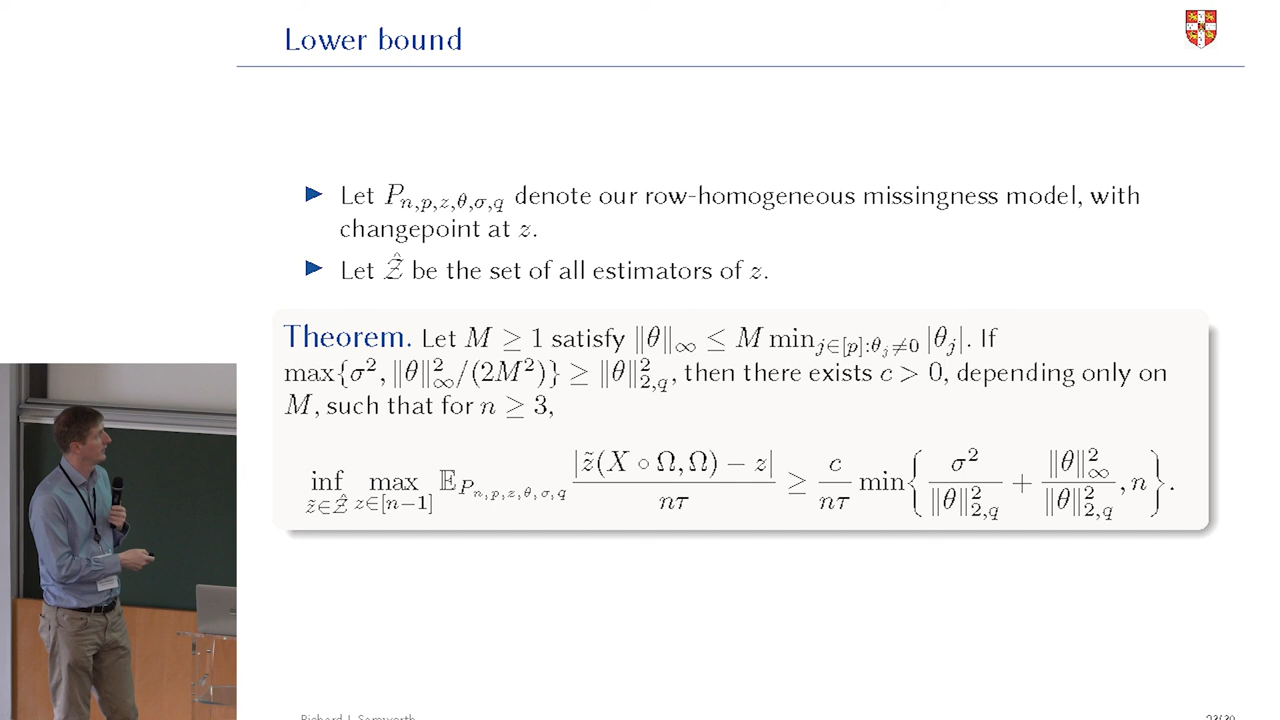 Lower bound
▶ Let P_{n,p,z,θ,σ,q} denote our row-homogeneous missingness model, with
changepoint at z.
▶ Let \hat{𝒵} be the set of all estimators of z.
Theorem. Let M ≥ 1 satisfy ‖θ‖_∞ ≤ M min_{j∈[p]:θ_j≠0} |θ_j|. If
max{σ², ‖θ‖²_∞/(2M²)} ≥ ‖θ‖²_{2,q}, then there exists c > 0, depending only on
M, such that for n ≥ 3,
inf_{\tilde{z}∈\hat{𝒵}} max_{z∈[n−1]} 𝔼_{P_{n,p,z,θ,σ,q}} |\tilde{z}(X ∘ Ω, Ω) − z| / nτ ≥ c/nτ min{ σ²/‖θ‖²_{2,q} + ‖θ‖²_∞/‖θ‖²_{2,q}, n }.